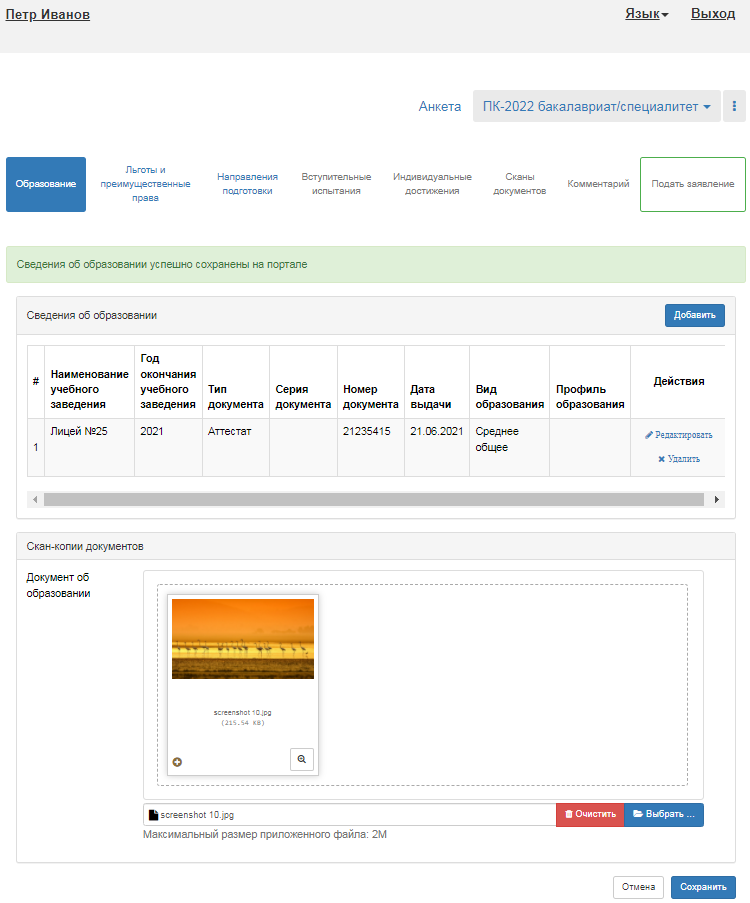 Петр Иванов Язык Выход
Анкета ПК-2022 бакалавриат/специалитет
Образование
Льготы и
преимущественные
права
Направления
подготовки
Вступительные
испытания
Индивидуальные
достижения
Сканы
документов
Комментарий
Подать заявление
Сведения об образовании успешно сохранены на портале
Сведения об образовании Добавить
#
Наименование
учебного
заведения
Год
окончания
учебного
заведения
Тип
документа
Серия
документа
Номер
документа
Дата
выдачи
Вид
образования
Профиль
образования
Действия
1
Лицей №25
2021
Аттестат
21235415
21.06.2021
Среднее
общее
Редактировать
Удалить
Скан-копии документов
Документ об
образовании
screenshot 10.jpg
(215.54 KB)
screenshot 10.jpg Очистить Выбрать ...
Максимальный размер приложенного файла: 2M
Отмена Сохранить